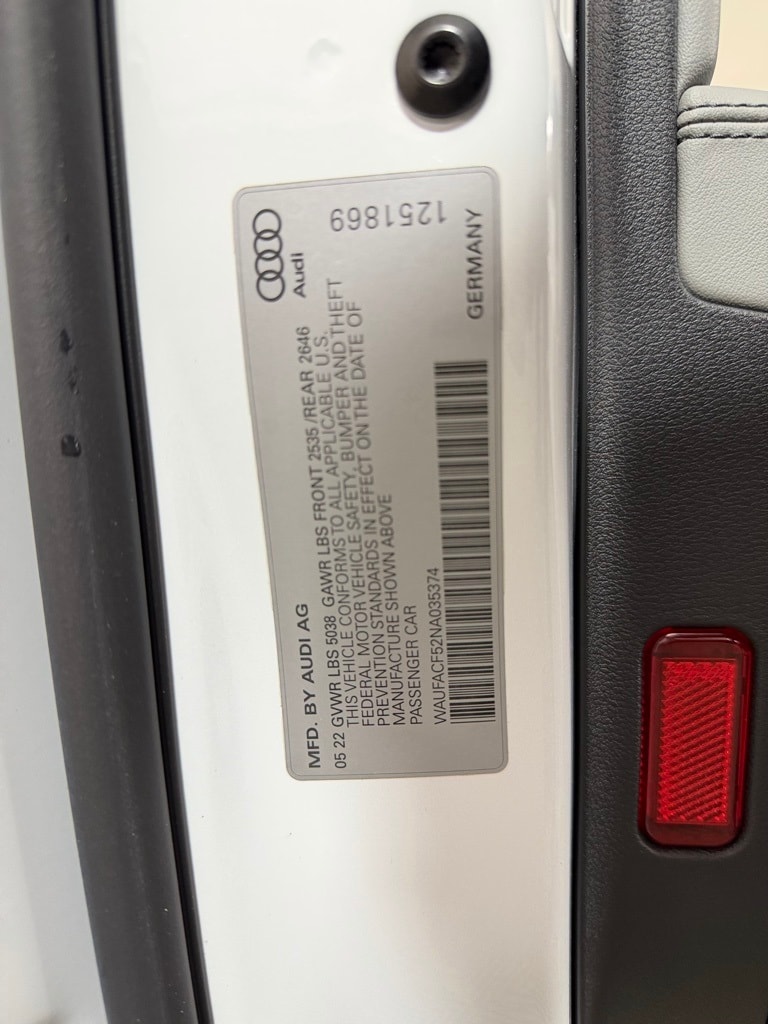 MFD. BY AUDI AG
Audi
05 22 GVWR LBS 5038 GAWR LBS FRONT 2535/REAR 2646
THIS VEHICLE CONFORMS TO ALL APPLICABLE U.S.
FEDERAL MOTOR VEHICLE SAFETY, BUMPER AND THEFT
PREVENTION STANDARDS IN EFFECT ON THE DATE OF
MANUFACTURE SHOWN ABOVE
PASSENGER CAR
1251869
WAUFACF52NA035374
GERMANY